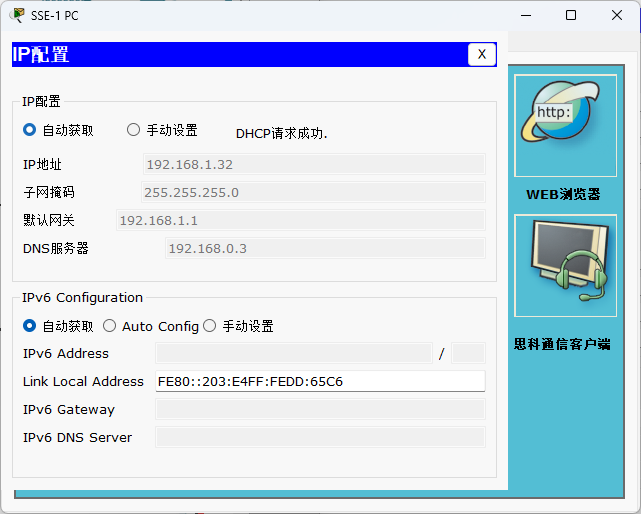 SSE-1 PC
IP配置
X
IP配置
自动获取
手动设置
DHCP请求成功.
IP地址
192.168.1.32
子网掩码
255.255.255.0
默认网关
192.168.1.1
DNS服务器
192.168.0.3
IPv6 Configuration
自动获取
Auto Config
手动设置
IPv6 Address
/
Link Local Address
FE80::203:E4FF:FEDD:65C6
IPv6 Gateway
IPv6 DNS Server
http:
WEB浏览器
思科通信客户端